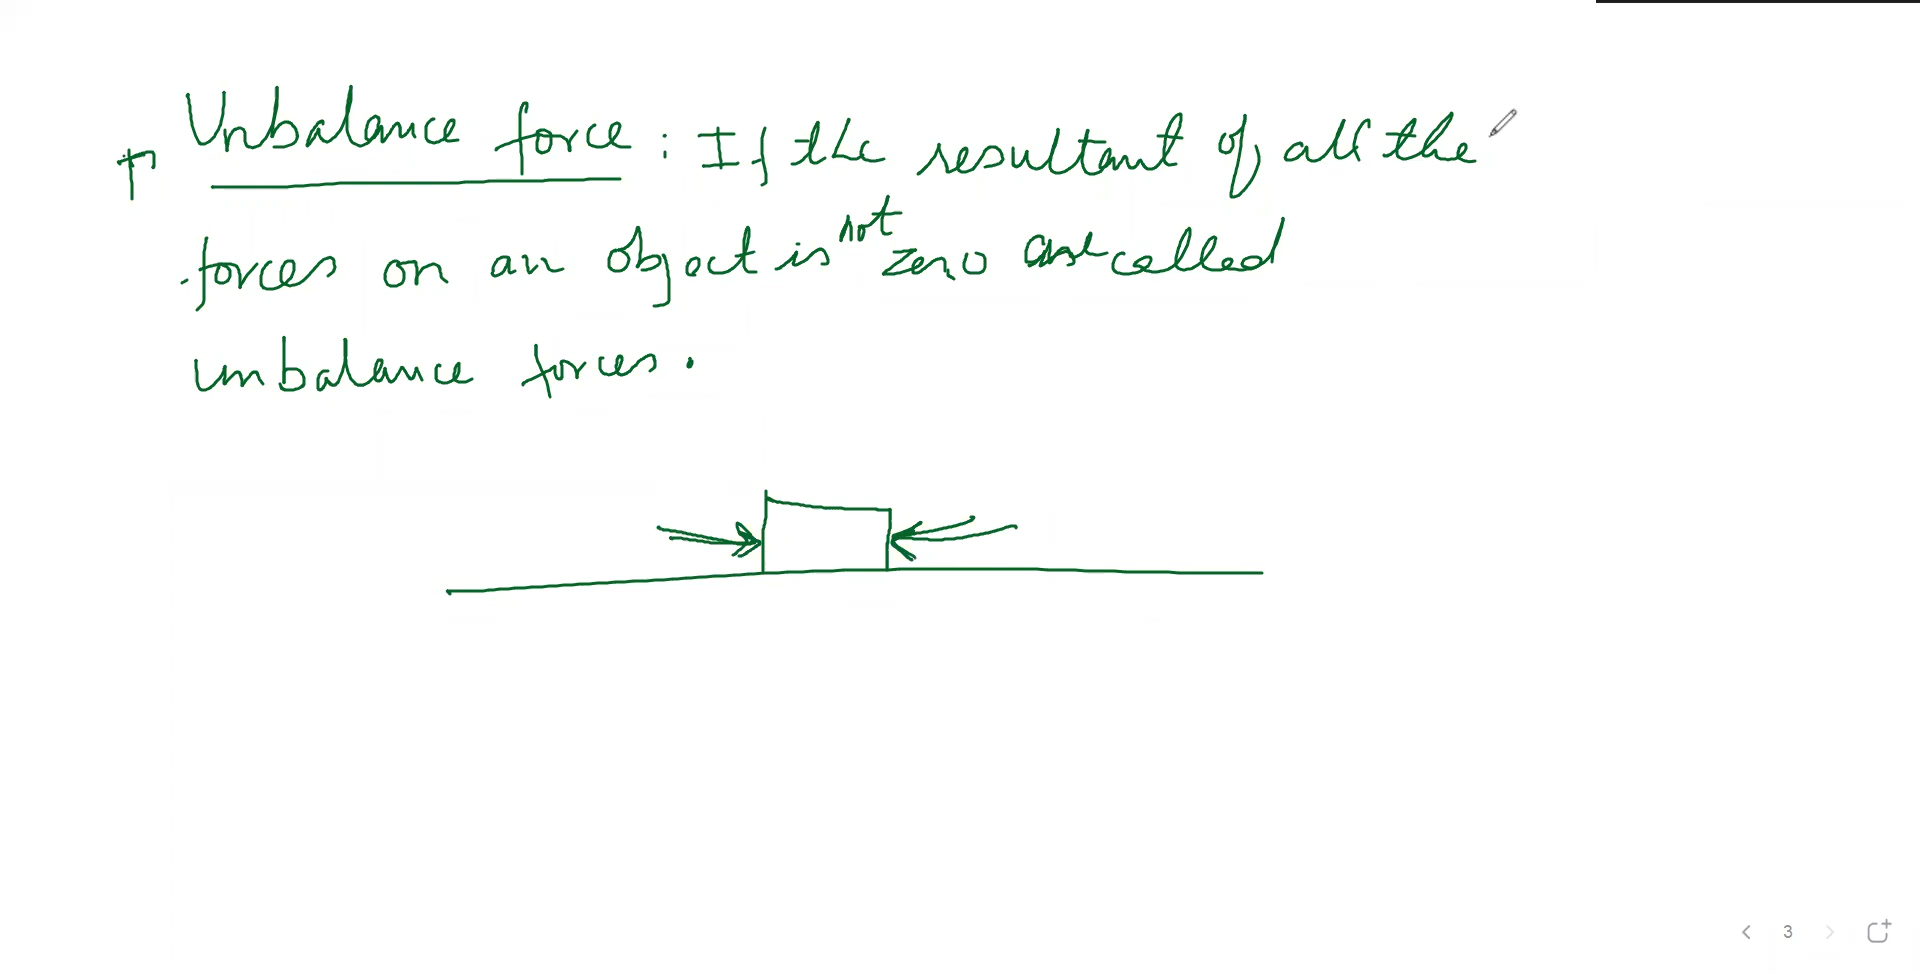 Unbalance force : If the resultant of all the
forces on an object is not zero are called
unbalance forces.
3